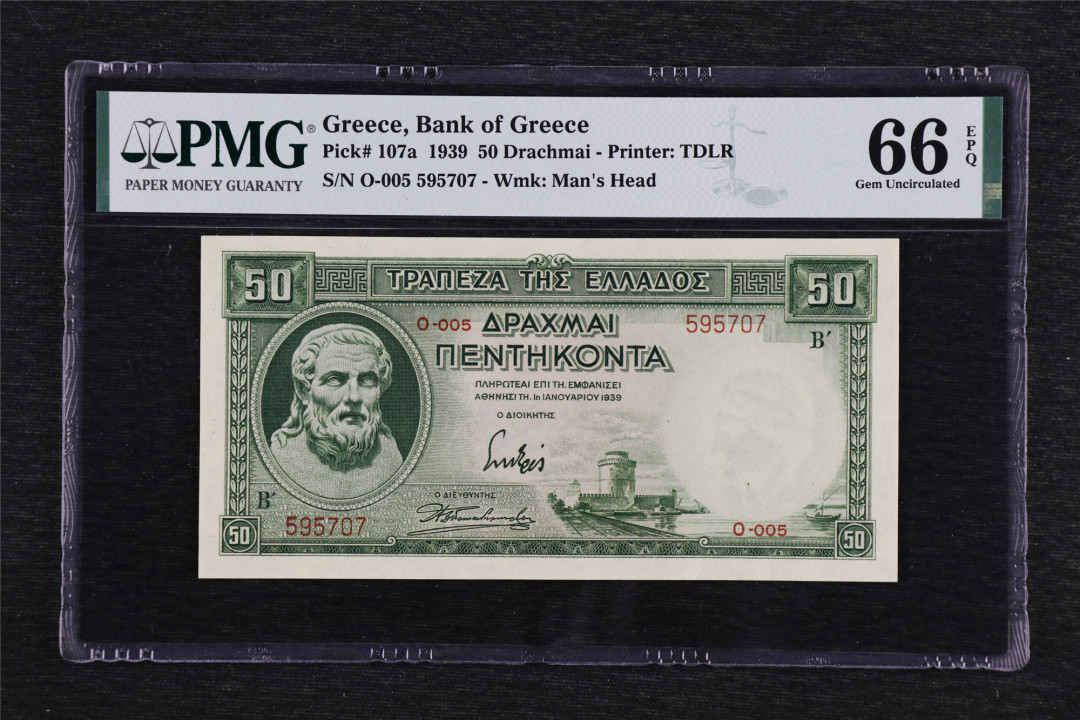 PMG®
PAPER MONEY GUARANTY
Greece, Bank of Greece
Pick# 107a 1939 50 Drachmai - Printer: TDLR
S/N O-005 595707 - Wmk: Man's Head
66
EPQ
Gem Uncirculated
50
ΤΡΑΠΕΖΑ ΤΗΣ ΕΛΛΑΔΟΣ
50
O-005
ΔΡΑΧΜΑΙ
595707
Β΄
ΠΕΝΤΗΚΟΝΤΑ
ΠΛΗΡΩΤΕΑΙ ΕΠΙ ΤΗ, ΕΜΦΑΝΙΣΕΙ
ΑΘΗΝΗΣΙ ΤΗ, 1η ΙΑΝΟΥΑΡΙΟΥ 1939
Ο ΔΙΟΙΚΗΤΗΣ
Ο ΔΙΕΥΘΥΝΤΗΣ
Β΄
595707
O-005
50
50